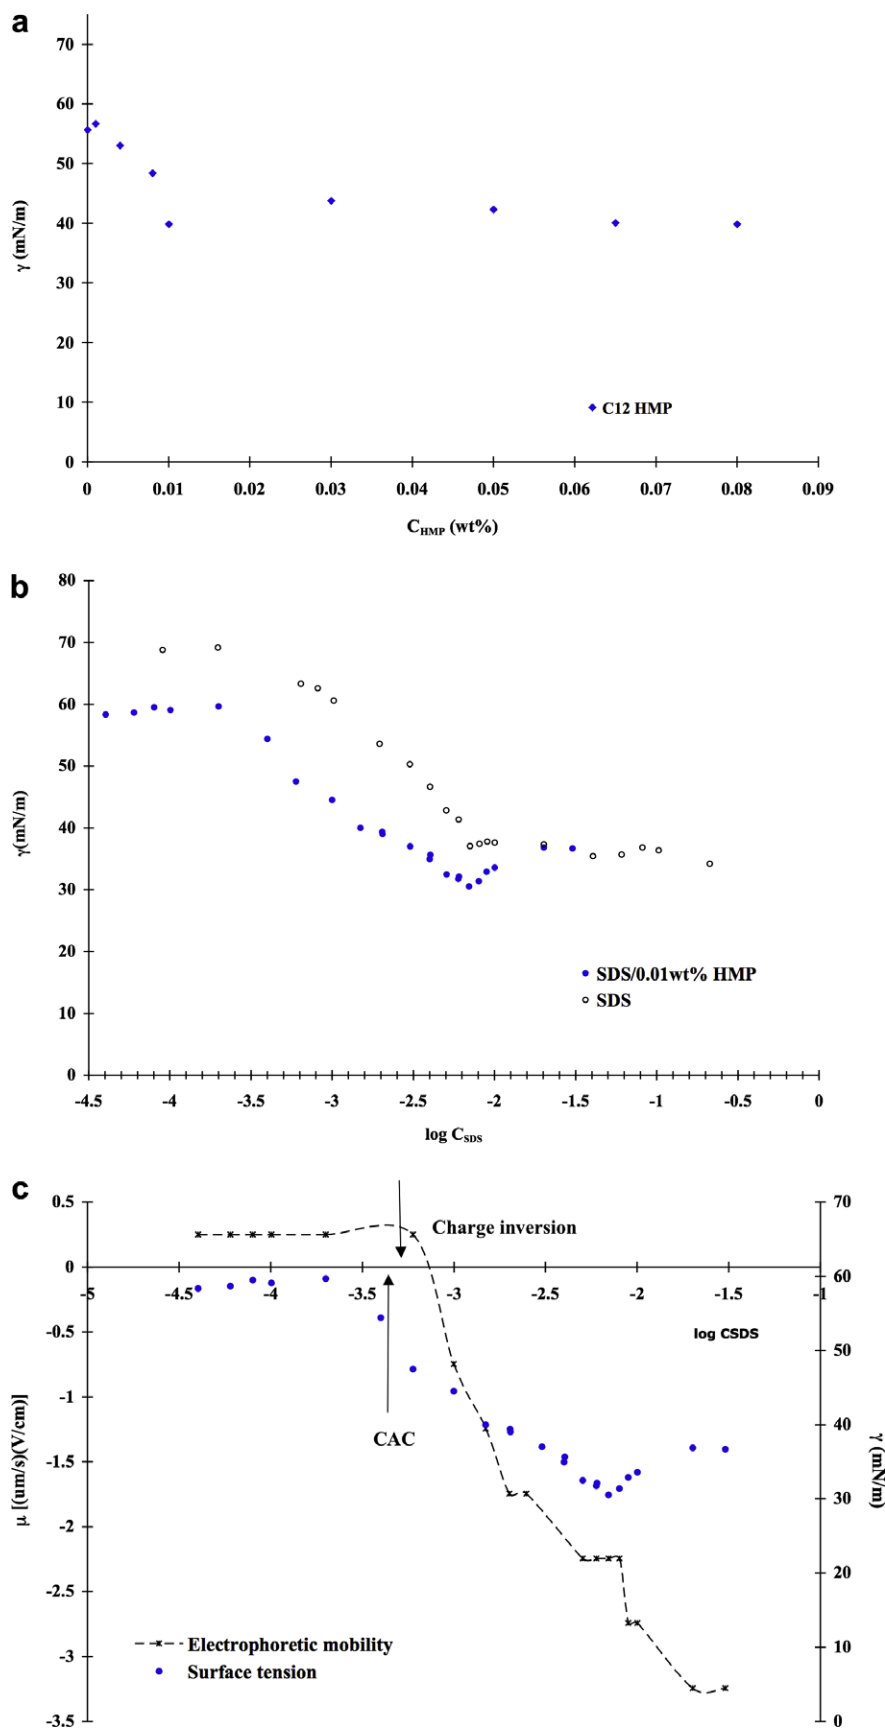 a
70
60
50
40
30
20
10
0
γ (mN/m)
C12 HMP
0 0.01 0.02 0.03 0.04 0.05 0.06 0.07 0.08 0.09
CHMP (wt%)
b
80
70
60
50
40
30
20
10
0
γ(mN/m)
SDS/0.01wt% HMP
SDS
-4.5 -4 -3.5 -3 -2.5 -2 -1.5 -1 -0.5 0
log CSDS
c
0.5
0
-0.5
-1
-1.5
-2
-2.5
-3
-3.5
μ [(um/s)(V/cm)]
Charge inversion
-5 -4.5 -4 -3.5 -3 -2.5 -2 -1.5 -1
log CSDS
CAC
Electrophoretic mobility
Surface tension
70
60
50
40
30
20
10
0
γ (mN/m)